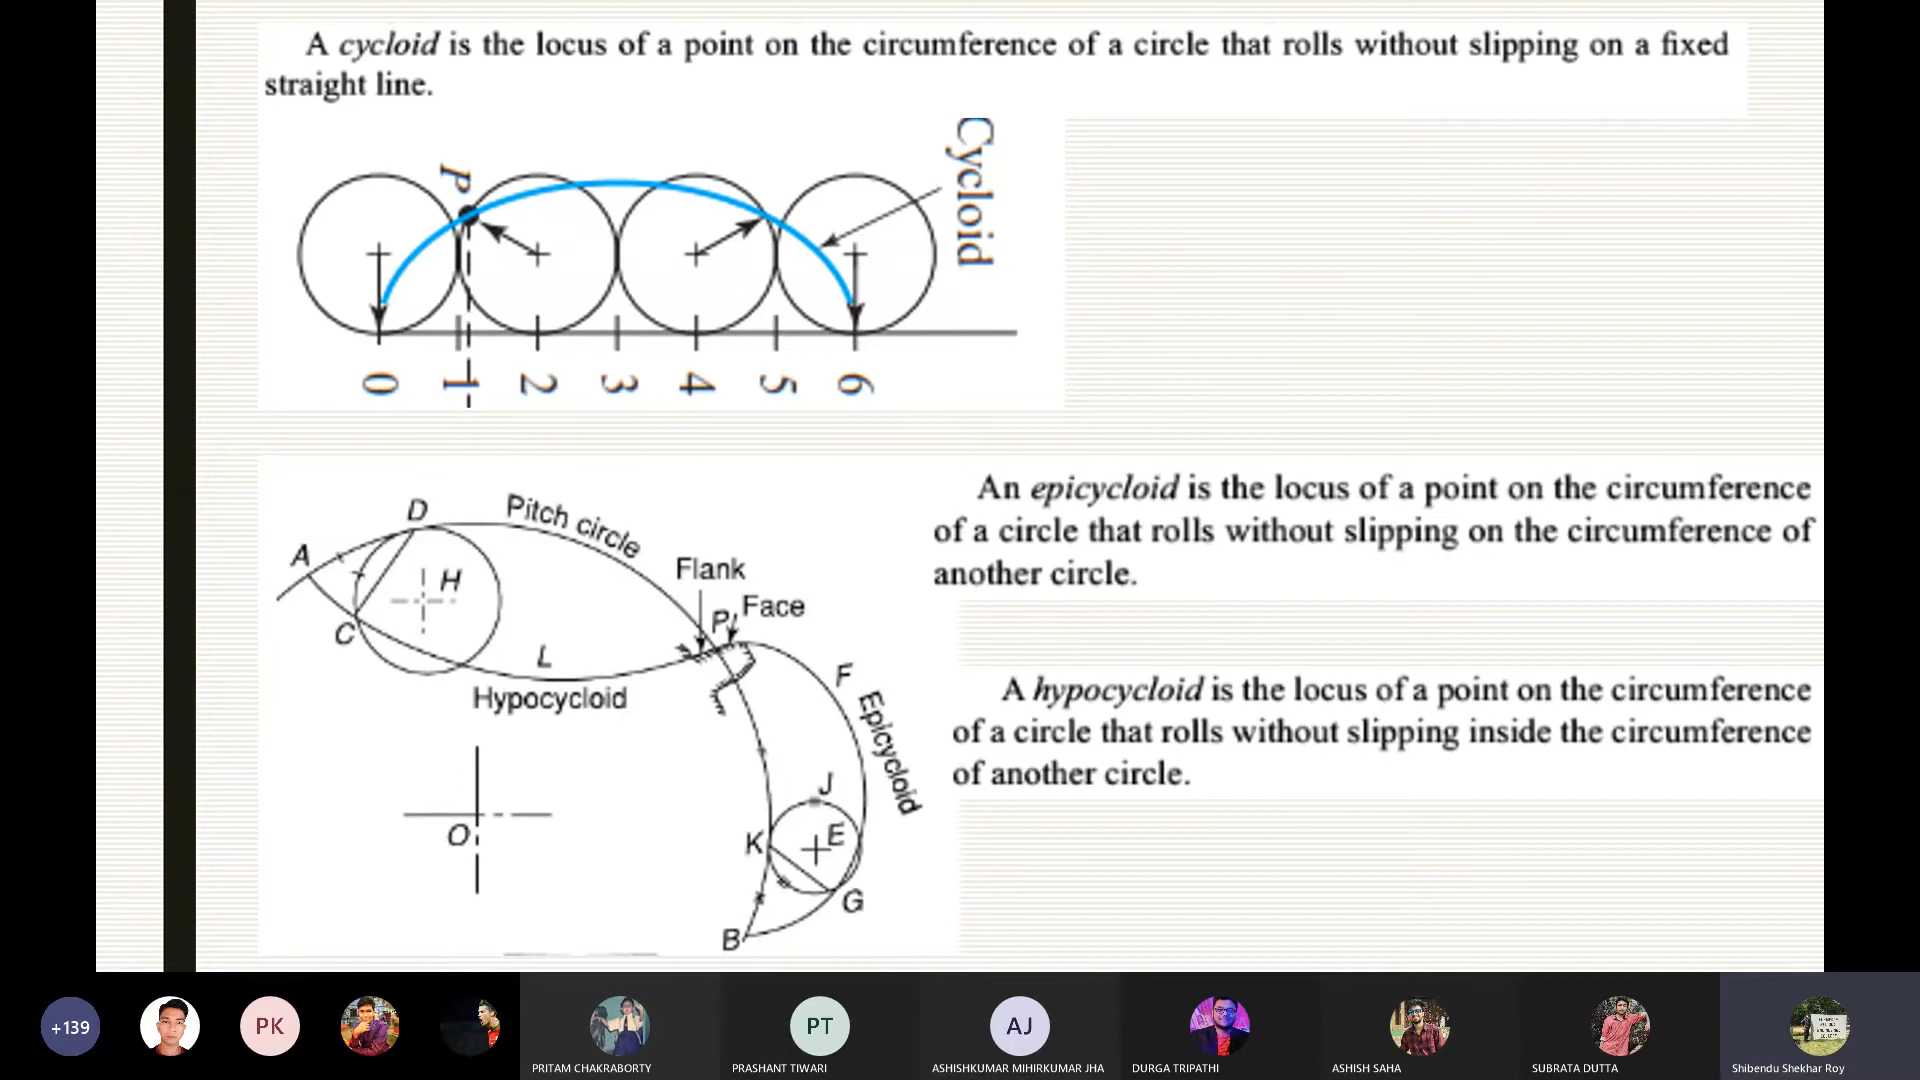 A cycloid is the locus of a point on the circumference of a circle that rolls without slipping on a fixed
straight line.
P
Cycloid
0 1 2 3 4 5 6
An epicycloid is the locus of a point on the circumference
of a circle that rolls without slipping on the circumference of
another circle.
A hypocycloid is the locus of a point on the circumference
of a circle that rolls without slipping inside the circumference
of another circle.
D
Pitch circle
A
H
Flank
P
Face
C
L
Hypocycloid
F
Epicycloid
J
O
K
E
G
B
+139
PK
PRITAM CHAKRABORTY
PT
PRASHANT TIWARI
AJ
ASHISHKUMAR MIHIRKUMAR JHA
DURGA TRIPATHI
ASHISH SAHA
SUBRATA DUTTA
Shibendu Shekhar Roy